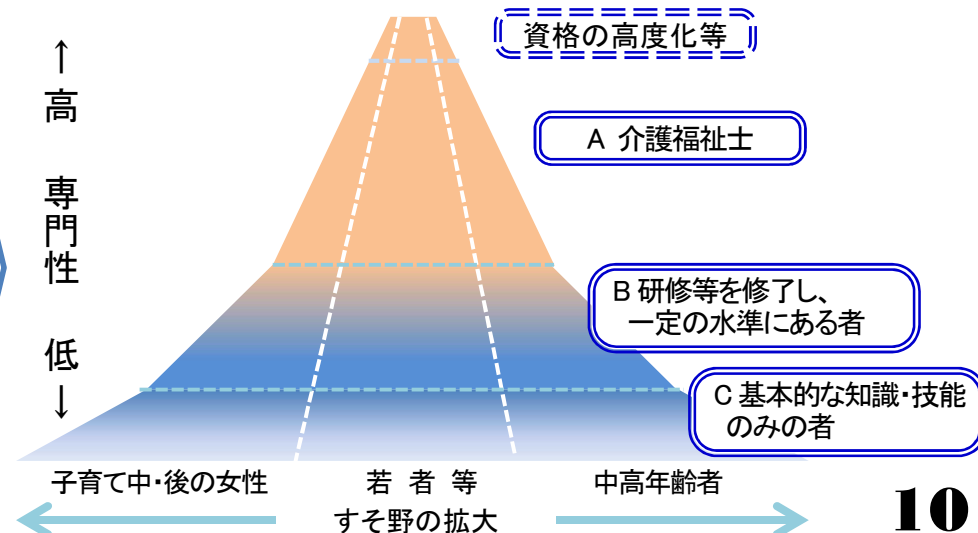 資格の高度化等
↑
高
専
門
性
低
↓
A 介護福祉士
B 研修等を修了し、
一定の水準にある者
C 基本的な知識・技能
のみの者
子育て中・後の女性
若 者 等
中高年齢者
すそ野の拡大
10